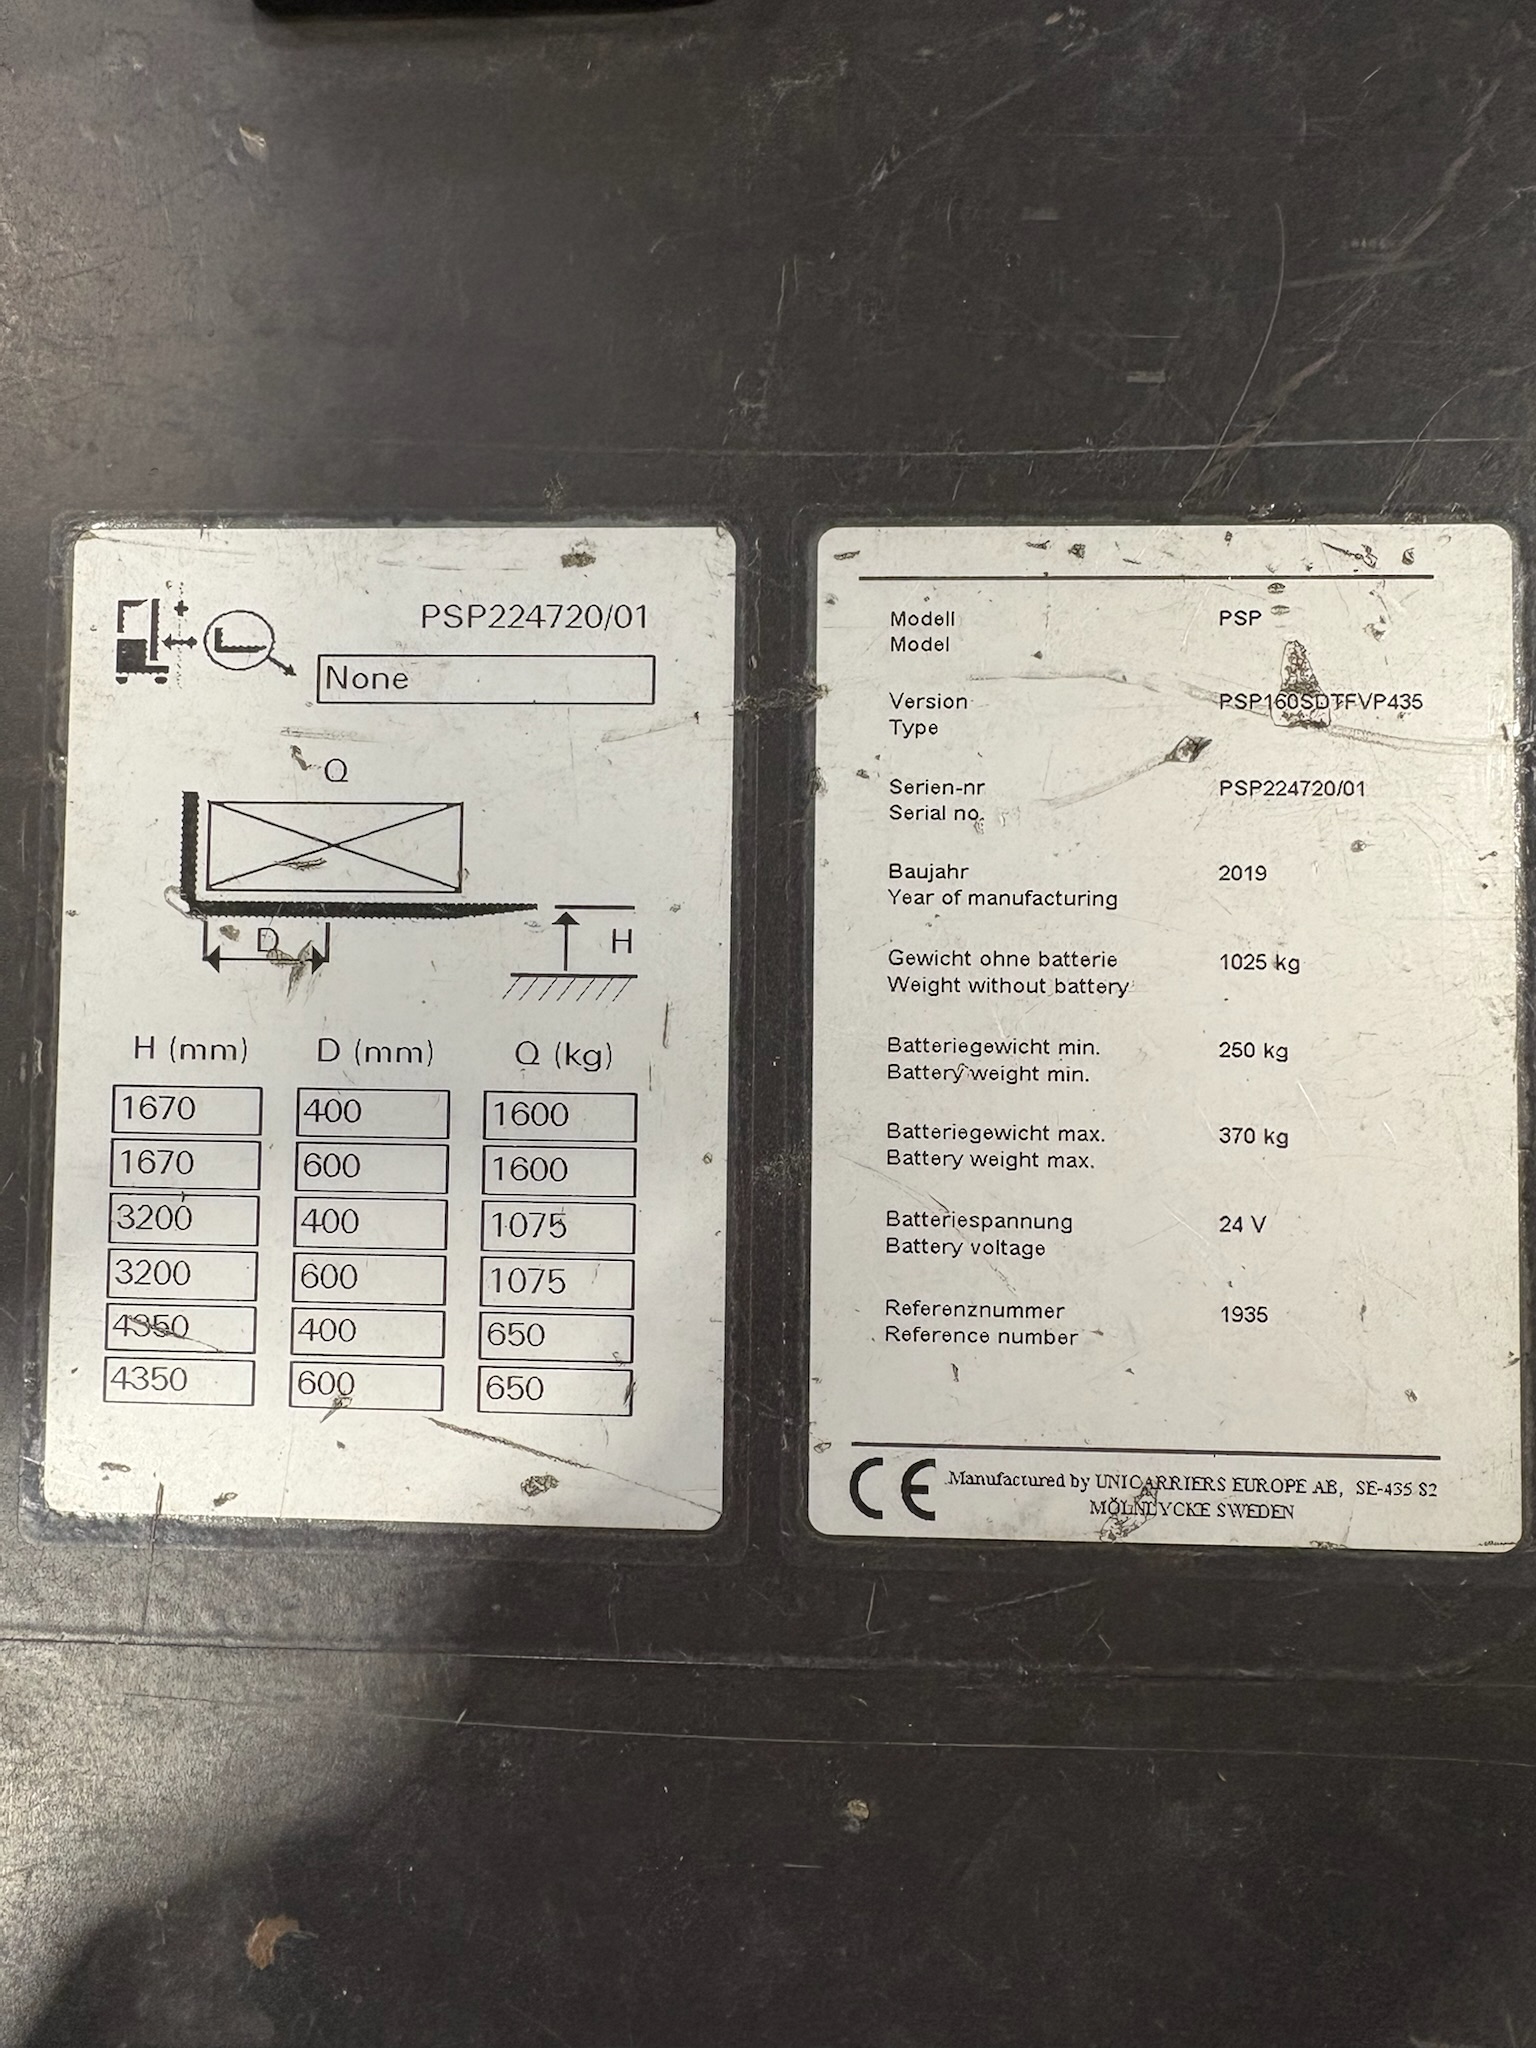 PSP224720/01
None
Q
D
H
H (mm) D (mm) Q (kg)
1670 400 1600
1670 600 1600
3200 400 1075
3200 600 1075
4350 400 650
4350 600 650
Modell PSP
Model
Version PSP160SDTFVP435
Type
Serien-nr PSP224720/01
Serial no.
Baujahr 2019
Year of manufacturing
Gewicht ohne batterie 1025 kg
Weight without battery
Batteriegewicht min. 250 kg
Battery weight min.
Batteriegewicht max. 370 kg
Battery weight max.
Batteriespannung 24 V
Battery voltage
Referenznummer 1935
Reference number
CE Manufactured by UNICARRIERS EUROPE AB, SE-435 82
MÖLNLYCKE SWEDEN